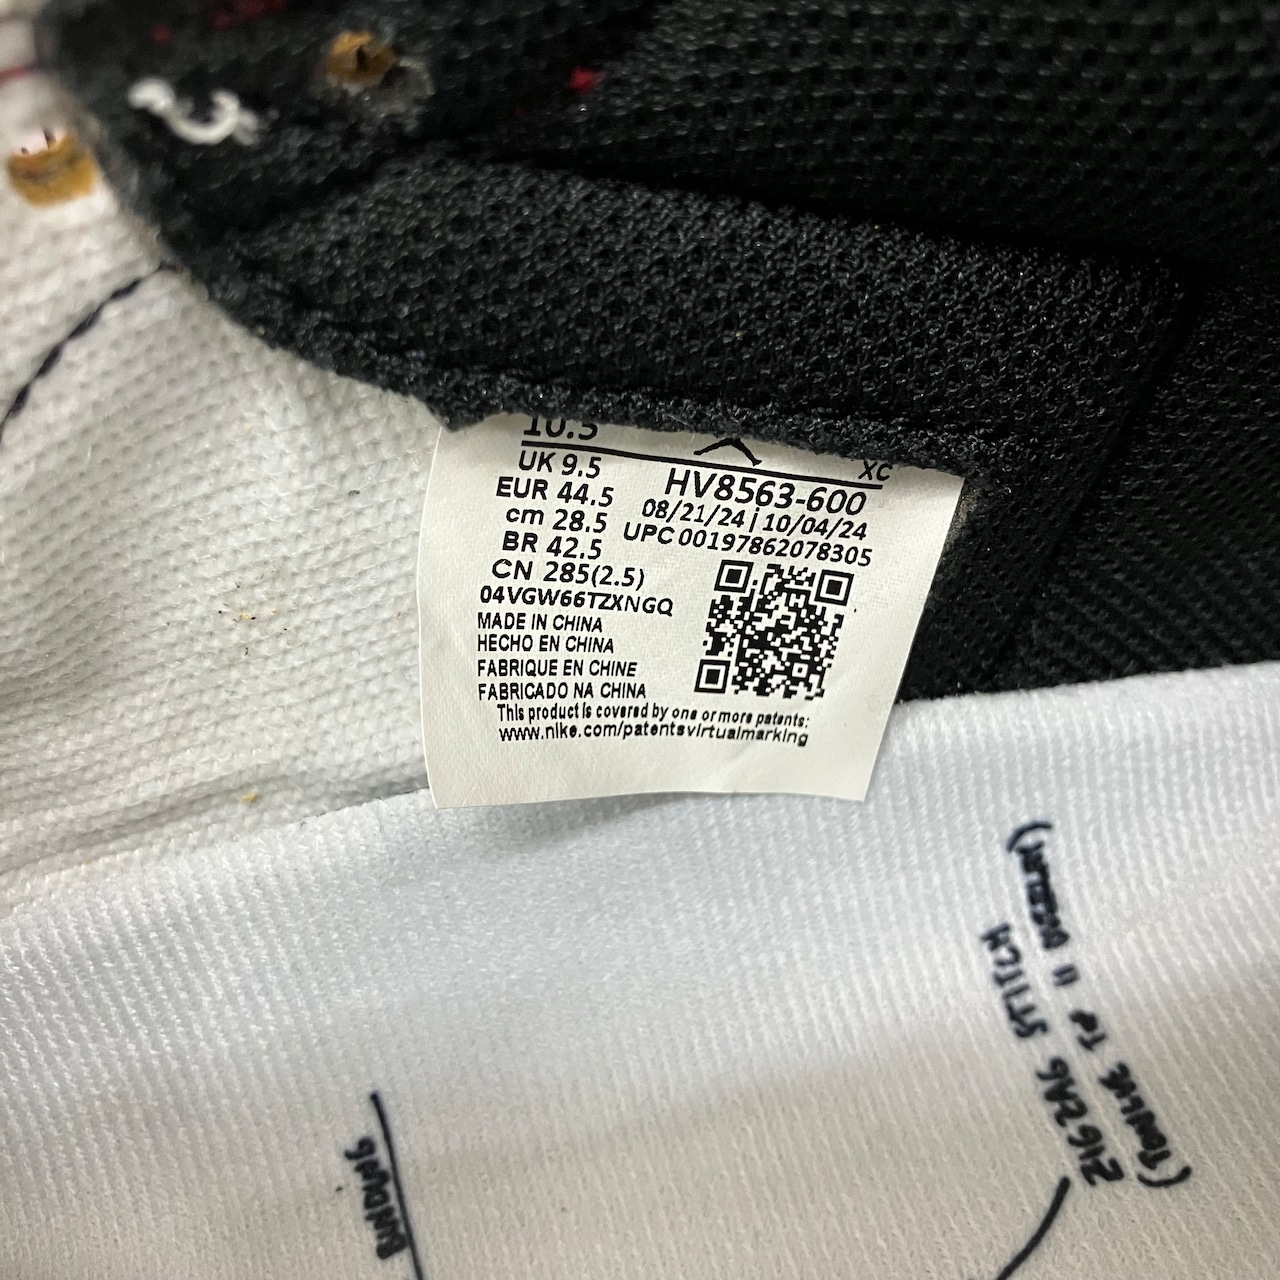 10.5
XC
UK 9.5
EUR 44.5
cm 28.5
BR 42.5
CN 285(2.5)
04VGW66TZXNGQ
HV8563-600
08/21/24 | 10/04/24
UPC 00197862078305
MADE IN CHINA
HECHO EN CHINA
FABRIQUE EN CHINE
FABRICADO NA CHINA
This product is covered by one or more patents:
www.nike.com/patentsvirtualmarking
ZIGZAG STITCH
BINDING